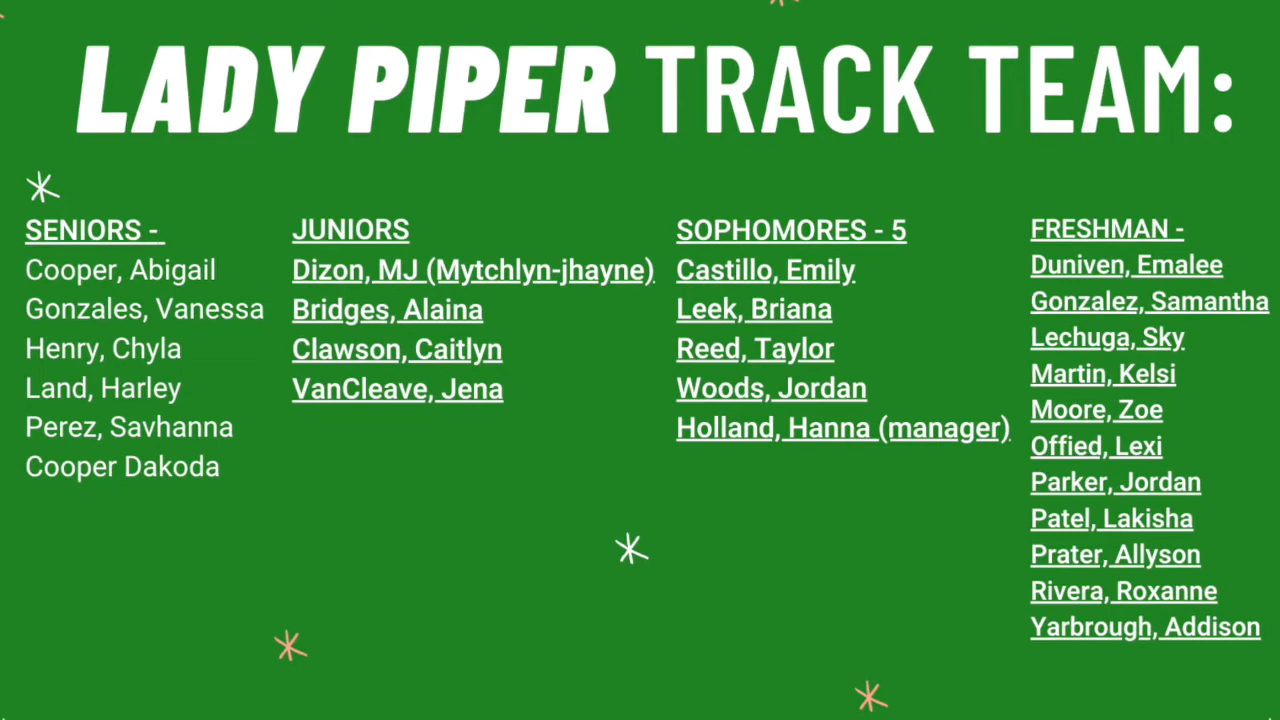 LADY PIPER TRACK TEAM:
SENIORS -
Cooper, Abigail
Gonzales, Vanessa
Henry, Chyla
Land, Harley
Perez, Savhanna
Cooper Dakoda
JUNIORS
Dizon, MJ (Mytchlyn-jhayne)
Bridges, Alaina
Clawson, Caitlyn
VanCleave, Jena
SOPHOMORES - 5
Castillo, Emily
Leek, Briana
Reed, Taylor
Woods, Jordan
Holland, Hanna (manager)
FRESHMAN -
Duniven, Emalee
Gonzalez, Samantha
Lechuga, Sky
Martin, Kelsi
Moore, Zoe
Offied, Lexi
Parker, Jordan
Patel, Lakisha
Prater, Allyson
Rivera, Roxanne
Yarbrough, Addison